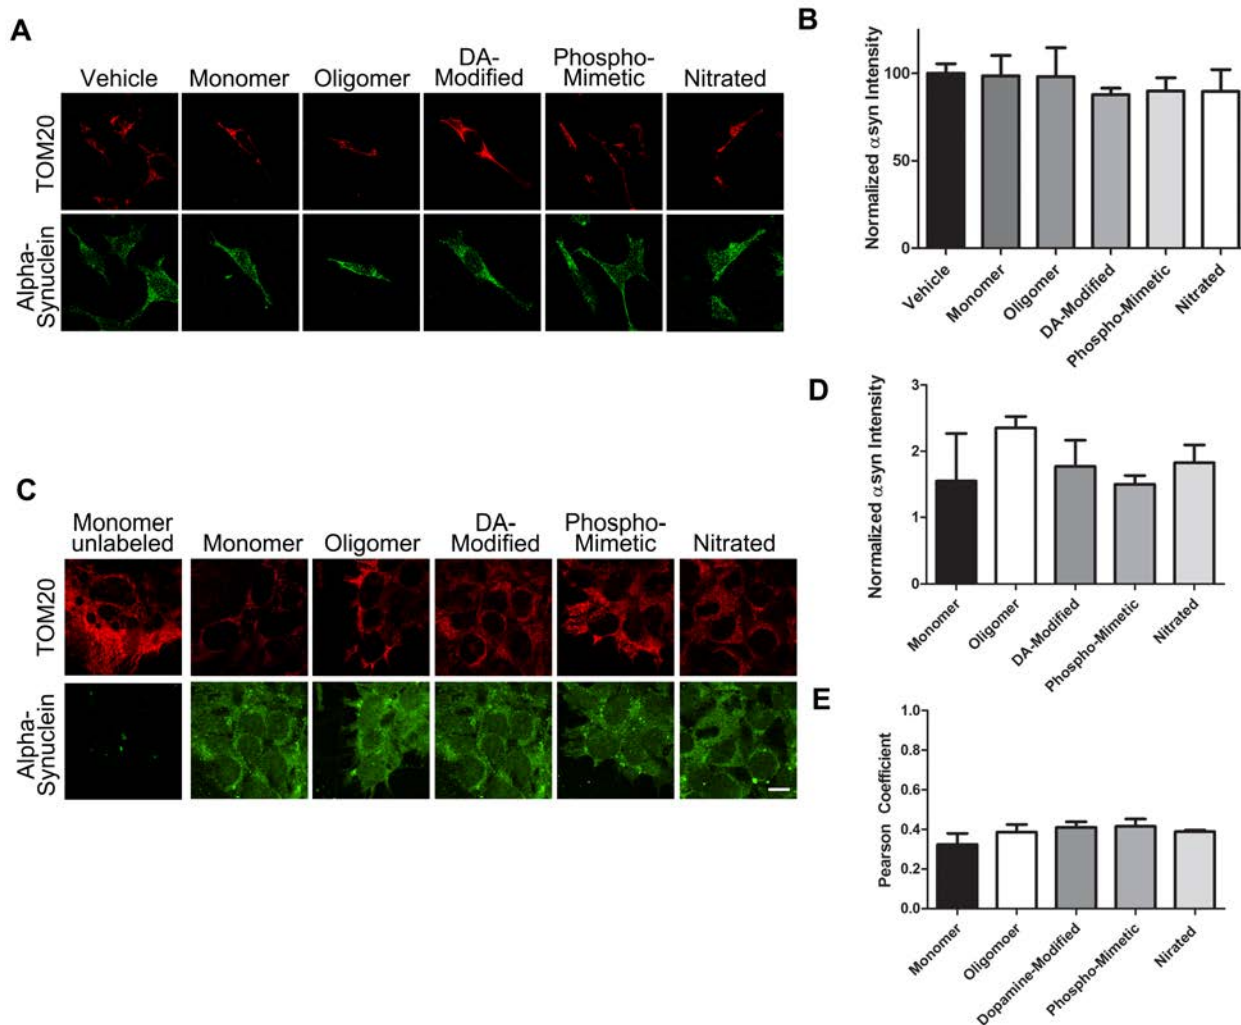 A
Vehicle
Monomer
Oligomer
DA-
Modified
Phospho-
Mimetic
Nitrated
TOM20
Alpha-
Synuclein
B
Normalized αsyn Intensity
100
50
0
Vehicle
Monomer
Oligomer
DA-Modified
Phospho-Mimetic
Nitrated
C
Monomer
unlabeled
Monomer
Oligomer
DA-
Modified
Phospho-
Mimetic
Nitrated
TOM20
Alpha-
Synuclein
D
Normalized αsyn Intensity
3
2
1
0
Monomer
Oligomer
DA-Modified
Phospho-Mimetic
Nitrated
E
Pearson Coefficient
1.0
0.8
0.6
0.4
0.2
0.0
Monomer
Oligomoer
Dopamine-Modified
Phospho-Mimetic
Nirated